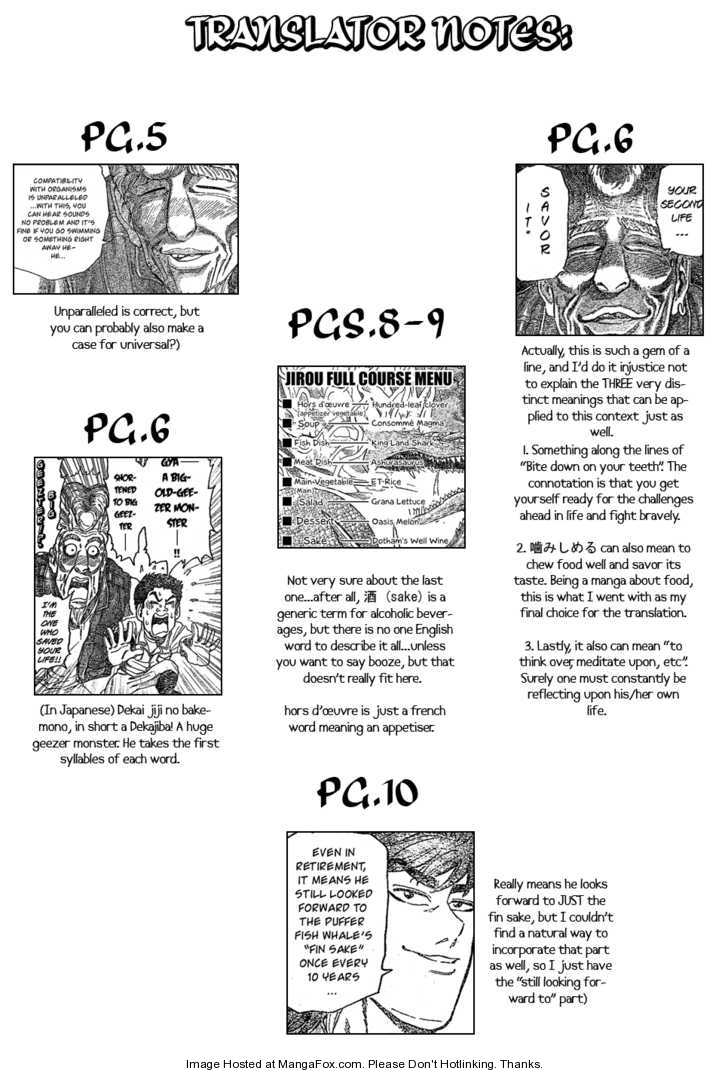 TRANSLATOR NOTES:
PG.5
COMPATIBILITY
WITH ORGANISMS
IS UNPARALLELED
...WITH THIS, YOU
CAN HEAR SOUNDS
NO PROBLEM AND IT'S
FINE IF YOU GO SWIMMING
OR SOMETHING RIGHT
AWAY HE-
HE...
Unparalleled is correct, but
you can probably also make a
case for universal?)
PG.6
YOUR
SECOND
LIFE
...
SAVOR
IT"
Actually, this is such a gem of a
line, and I'd do it injustice not
to explain the THREE very dis-
tinct meanings that can be ap-
plied to this context just as
well.
1. Something along the lines of
"Bite down on your teeth". The
connotation is that you get
yourself ready for the challenges
ahead in life and fight bravely.
2. 噛みしめる can also mean to
chew food well and savor its
taste. Being a manga about food,
this is what I went with as my
final choice for the translation.
3. Lastly, it also can mean "to
think over, meditate upon, etc".
Surely one must constantly be
reflecting upon his/her own
life.
PGS.8-9
JIROU FULL COURSE MENU
Hors d'œuvre — Hundred-leaf clover
(appetizer vegetable)
Soup — Consommé Magma
Fish Dish — King Land Shark
Meat Dish — Ashurasaurus
Main Vegetable — ET Rice
(Main)
Salad — Grana Lettuce
Dessert — Oasis Melon
Sake — Dotham's Well Wine
Not very sure about the last
one...after all, 酒 (sake) is a
generic term for alcoholic bever-
ages, but there is no one English
word to describe it all...unless
you want to say booze, but that
doesn't really fit here.
hors d'œuvre is just a french
word meaning an appetiser.
PG.6
GYA—
A BIG-
OLD-GEE-
ZER MON-
STER
—
!!
SHOR-
TENED
TO BIG
GEEZ-
TER
BIG
GEEZTER?
I'M
THE
ONE
WHO
SAVED
YOUR
LIFE!!
(In Japanese) Dekai jiji no bake-
mono, in short a Dekajiba! A huge
geezer monster. He takes the first
syllables of each word.
PG.10
EVEN IN
RETIREMENT,
IT MEANS HE
STILL LOOKED
FORWARD TO
THE PUFFER
FISH WHALE'S
"FIN SAKE"
ONCE EVERY
10 YEARS
...
Really means he looks
forward to JUST the
fin sake, but I couldn't
find a natural way to
incorporate that part
as well, so I just have
the "still looking for-
ward to" part)
Image Hosted at MangaFox.com. Please Don't Hotlinking. Thanks.